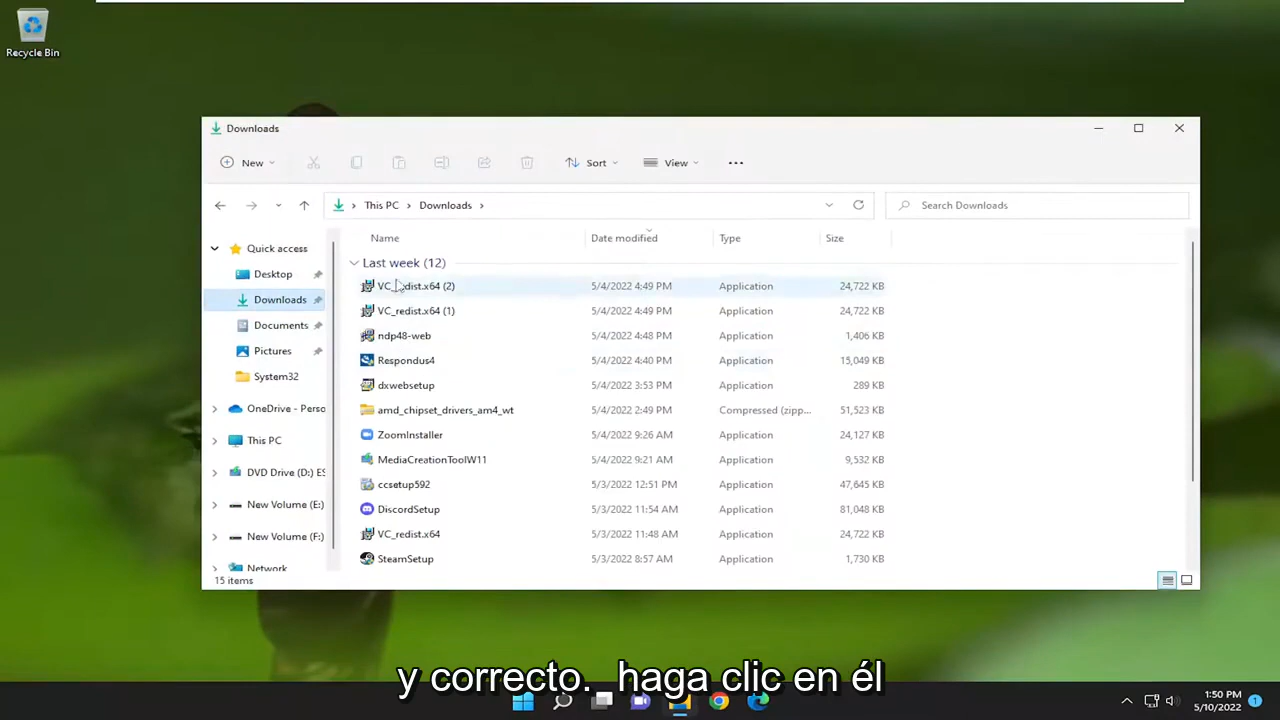 Recycle Bin
Downloads
New
Sort
View
This PC > Downloads >
Search Downloads
Name Date modified Type Size
Quick access
Desktop
Downloads
Documents
Pictures
System32
OneDrive - Perso
This PC
DVD Drive (D:) ES
New Volume (E:)
New Volume (F:)
Network
Last week (12)
VC_redist.x64 (2) 5/4/2022 4:49 PM Application 24,722 KB
VC_redist.x64 (1) 5/4/2022 4:49 PM Application 24,722 KB
ndp48-web 5/4/2022 4:48 PM Application 1,406 KB
Respondus4 5/4/2022 4:40 PM Application 15,049 KB
dxwebsetup 5/4/2022 3:53 PM Application 289 KB
amd_chipset_drivers_am4_wt 5/4/2022 2:49 PM Compressed (zipp... 51,523 KB
ZoomInstaller 5/4/2022 9:26 AM Application 24,127 KB
MediaCreationToolW11 5/4/2022 9:21 AM Application 9,532 KB
ccsetup592 5/3/2022 12:51 PM Application 47,645 KB
DiscordSetup 5/3/2022 11:54 AM Application 81,048 KB
VC_redist.x64 5/3/2022 11:48 AM Application 24,722 KB
SteamSetup 5/3/2022 8:57 AM Application 1,730 KB
15 items
y correcto. haga clic en él
1:50 PM
5/10/2022
1